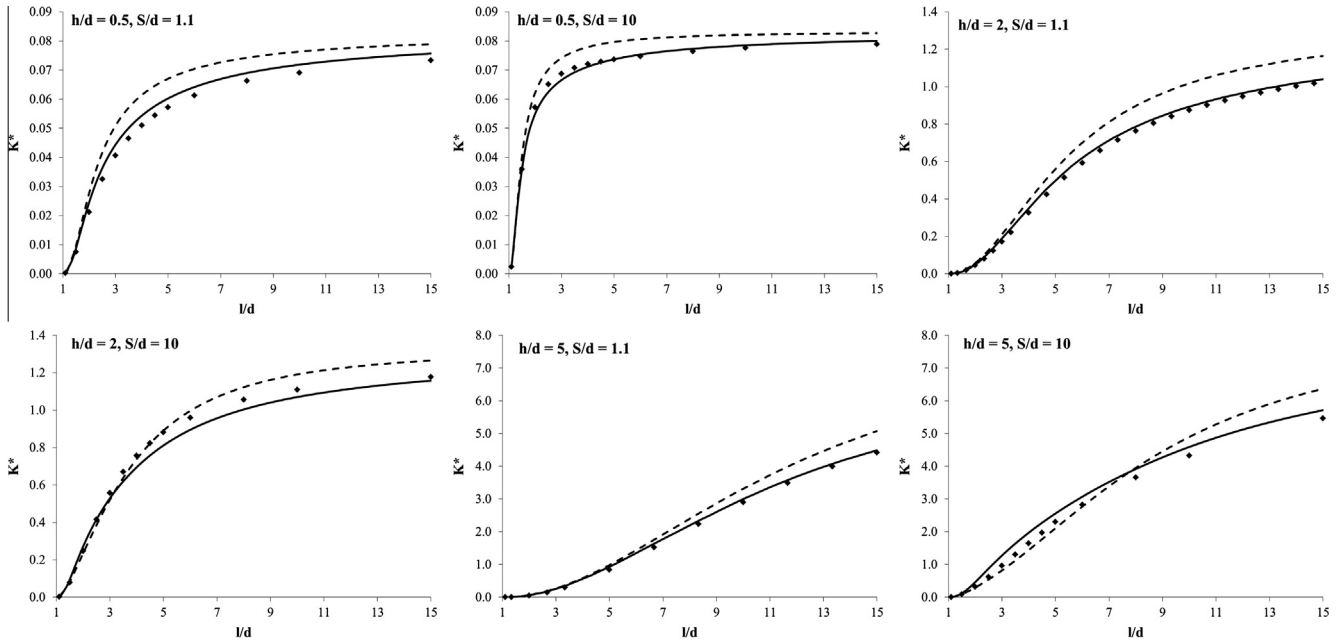 h/d = 0.5, S/d = 1.1
0.09
0.08
0.07
0.06
0.05
0.04
0.03
0.02
0.01
0.00
K*
1 3 5 7 9 11 13 15
l/d
h/d = 0.5, S/d = 10
0.09
0.08
0.07
0.06
0.05
0.04
0.03
0.02
0.01
0.00
K*
1 3 5 7 9 11 13 15
l/d
h/d = 2, S/d = 1.1
1.4
1.2
1.0
0.8
0.6
0.4
0.2
0.0
K*
1 3 5 7 9 11 13 15
l/d
h/d = 2, S/d = 10
1.4
1.2
1.0
0.8
0.6
0.4
0.2
0.0
K*
1 3 5 7 9 11 13 15
l/d
h/d = 5, S/d = 1.1
8.0
7.0
6.0
5.0
4.0
3.0
2.0
1.0
0.0
K*
1 3 5 7 9 11 13 15
l/d
h/d = 5, S/d = 10
8.0
7.0
6.0
5.0
4.0
3.0
2.0
1.0
0.0
K*
1 3 5 7 9 11 13 15
l/d